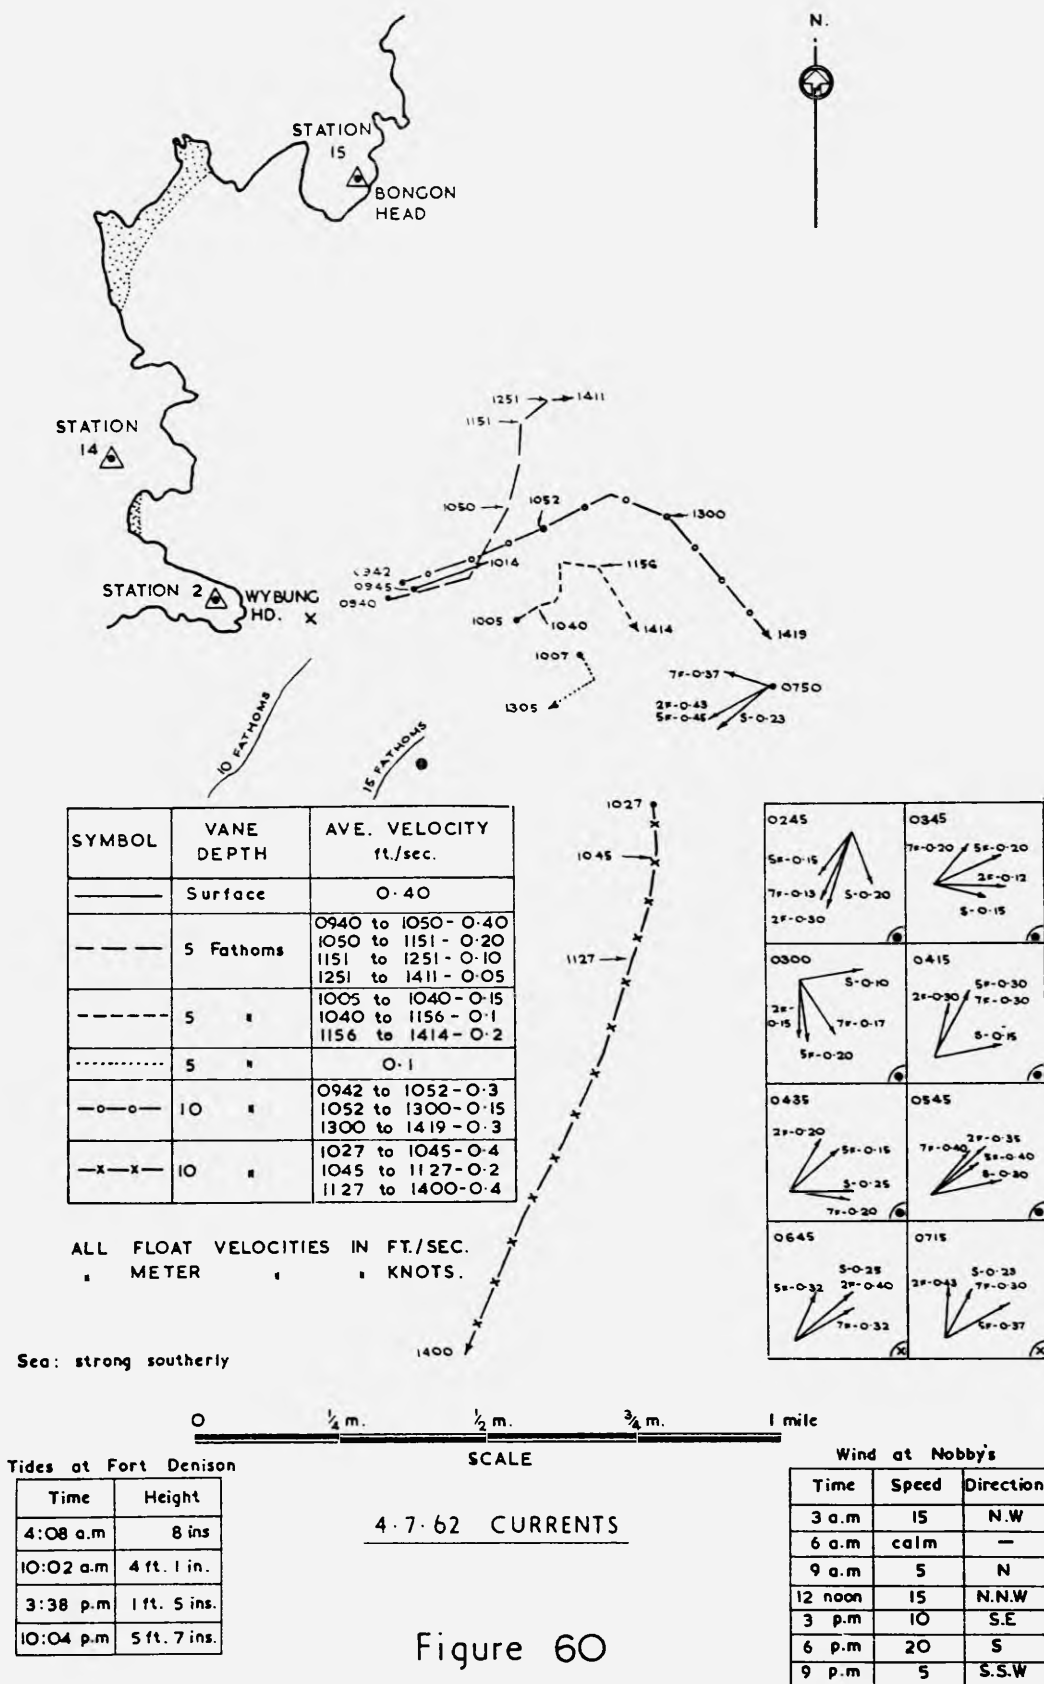 N.
STATION
15
BONGON
HEAD
STATION
14
STATION 2
WYBUNG
HD. X
1251
1411
1151
1050
1052
1300
1014
0942
0945
0940
1156
1005
1040
1414
1419
1007
1305
7F-0·37
0750
2F-0·43
5F-0·45
S-0·23
10 FATHOMS
15 FATHOMS
1027
1045
1127
1400
SYMBOL VANE DEPTH AVE. VELOCITY ft./sec.
Surface 0·40
5 Fathoms
0940 to 1050-0·40
1050 to 1151-0·20
1151 to 1251-0·10
1251 to 1411-0·05
5 "
1005 to 1040-0·15
1040 to 1156-0·1
1156 to 1414-0·2
5 " 0·1
10 "
0942 to 1052-0·3
1052 to 1300-0·15
1300 to 1419-0·3
10 "
1027 to 1045-0·4
1045 to 1127-0·2
1127 to 1400-0·4
ALL FLOAT VELOCITIES IN FT./SEC.
" METER " " KNOTS.
0245
5F-0·15
7F-0·13
2F-0·30
S-0·20
0345
7F-0·20
5F-0·20
2F-0·12
S-0·15
0300
S-0·10
2F-
0·15
7F-0·17
5F-0·20
0415
2F-0·30
5F-0·30
7F-0·30
S-0·15
0435
2F-0·20
5F-0·15
S-0·25
7F-0·20
0545
2F-0·35
7F-0·40
5F-0·40
S-0·30
0645
S-0·25
5F-0·32
2F-0·40
7F-0·32
0715
S-0·23
2F-0·43
7F-0·30
5F-0·37
Sea: strong southerly
0 ¼ m. ½ m. ¾ m. 1 mile
SCALE
Tides at Fort Denison
Time Height
4:08 a.m 8 ins
10:02 a.m 4 ft. 1 in.
3:38 p.m 1 ft. 5 ins.
10:04 p.m 5 ft. 7 ins.
4·7·62 CURRENTS
Figure 60
Wind at Nobby's
Time Speed Direction
3 a.m 15 N.W
6 a.m calm —
9 a.m 5 N
12 noon 15 N.N.W
3 p.m 10 S.E
6 p.m 20 S
9 p.m 5 S.S.W